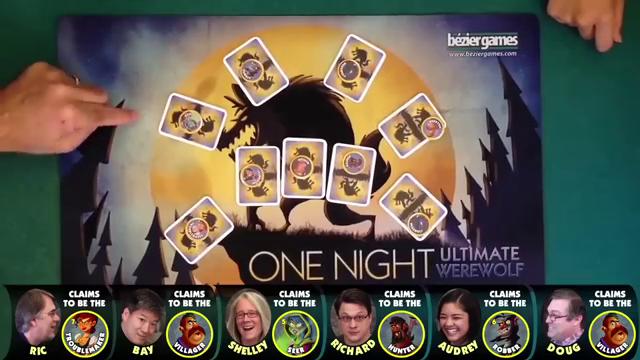 béziergames
www.beziergames.com
ONE NIGHT
ULTIMATE
WEREWOLF
CLAIMS
TO BE THE
TROUBLEMAKER
RIC
CLAIMS
TO BE THE
VILLAGER
BAY
CLAIMS
TO BE THE
SEER
SHELLEY
CLAIMS
TO BE THE
HUNTER
RICHARD
CLAIMS
TO BE THE
ROBBER
AUDREY
CLAIMS
TO BE THE
VILLAGER
DOUG